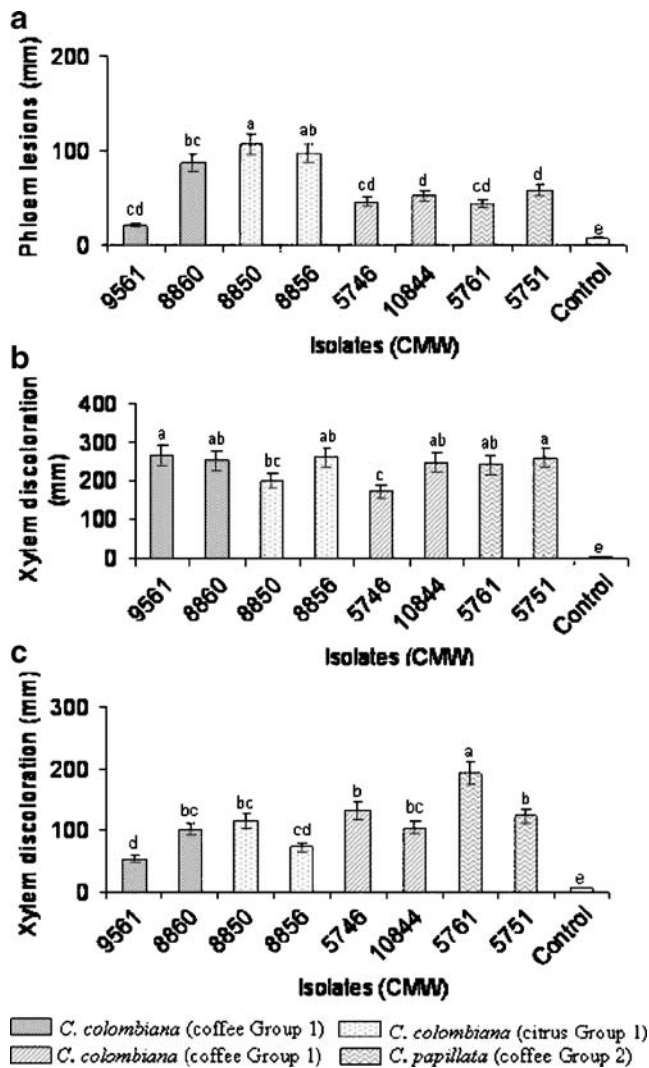 a
Phloem lesions (mm)
200
100
0
cd
bc
a
ab
cd
d
cd
d
e
9561
8860
8850
8856
5746
10844
5761
5751
Control
Isolates (CMW)
b
Xylem discoloration
(mm)
400
300
200
100
0
a
ab
bc
ab
c
ab
ab
a
e
9561
8860
8850
8856
5746
10844
5761
5751
Control
Isolates (CMW)
c
Xylem discoloration (mm)
300
200
100
0
d
bc
bc
cd
b
bc
a
b
e
9561
8860
8850
8856
5746
10844
5761
5751
Control
Isolates (CMW)
C. colombiana (coffee Group 1)
C. colombiana (citrus Group 1)
C. colombiana (coffee Group 1)
C. papillata (coffee Group 2)